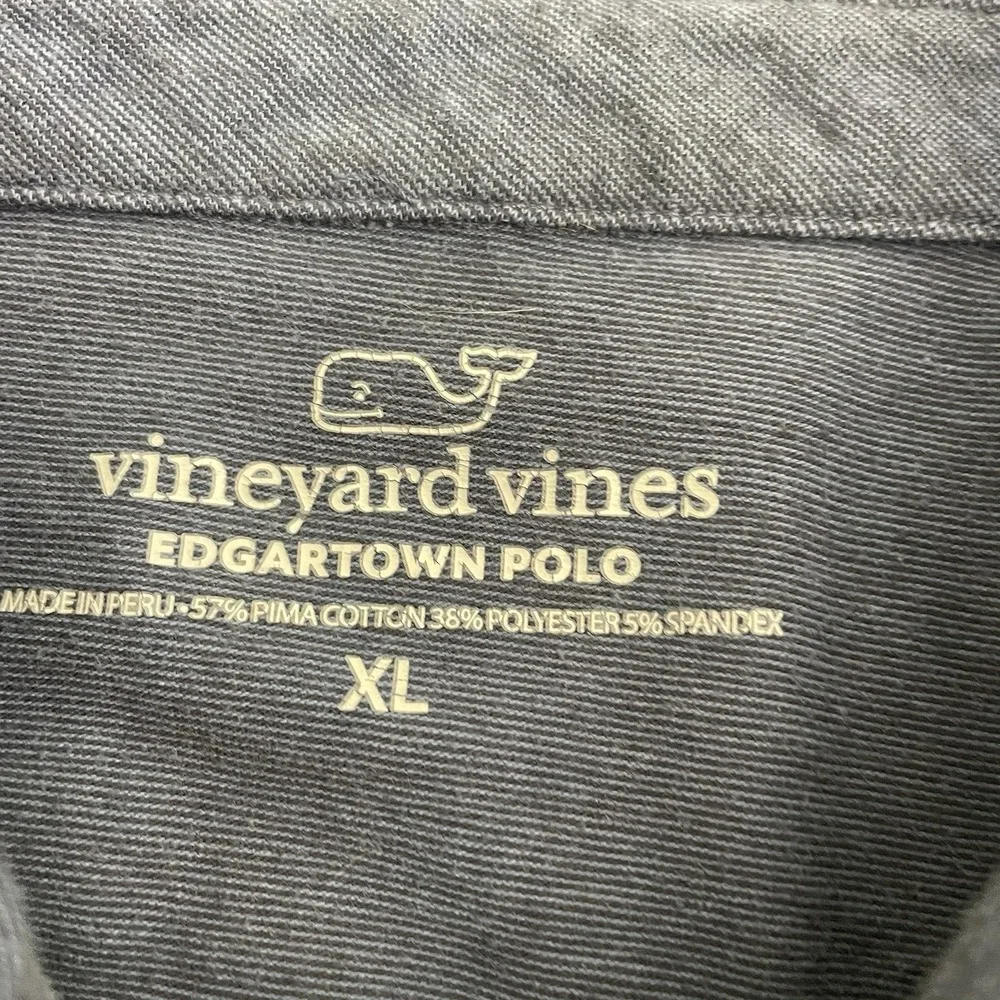 vineyard vines
EDGARTOWN POLO
MADE IN PERU • 57% PIMA COTTON 38% POLYESTER 5% SPANDEX
XL